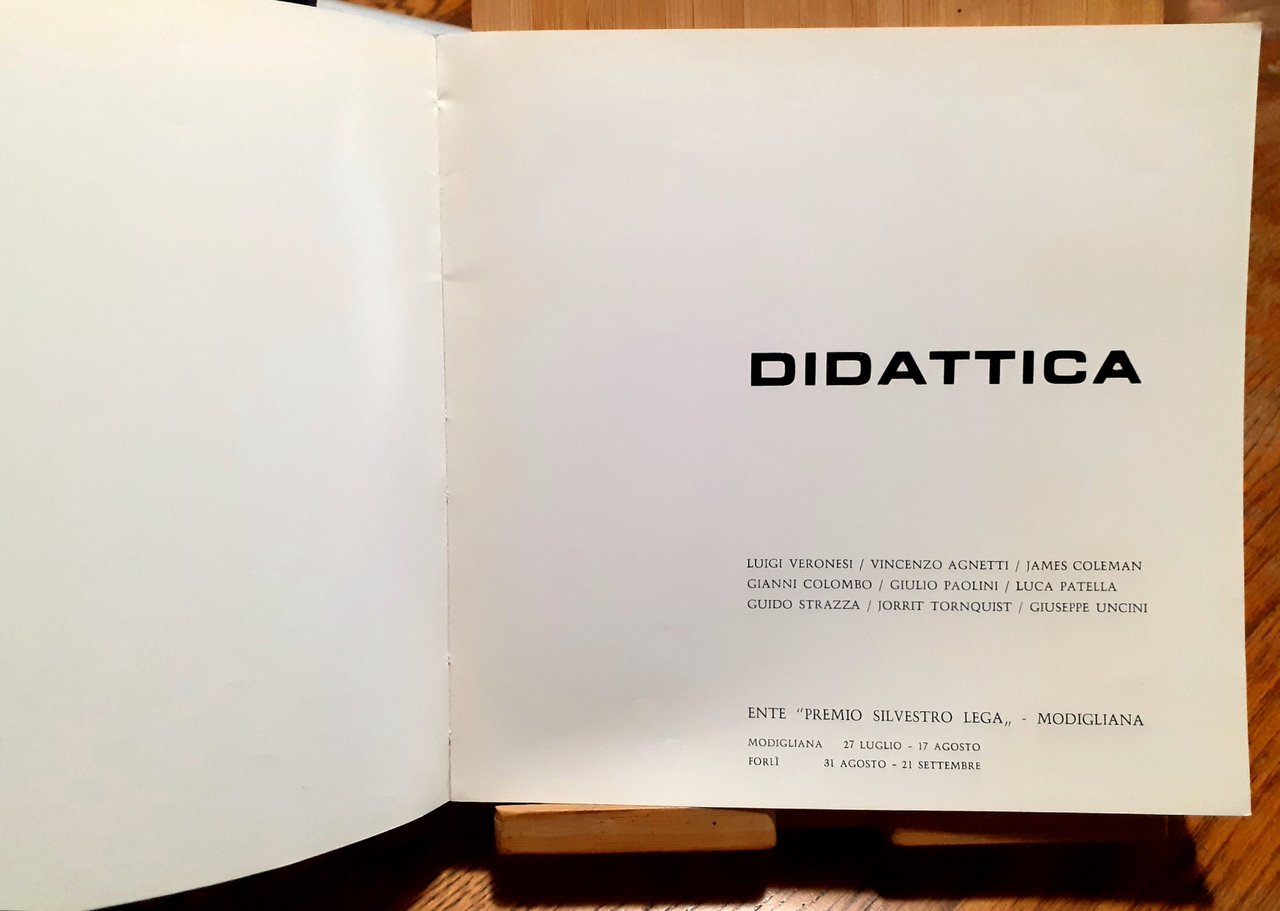 DIDATTICA
LUIGI VERONESI / VINCENZO AGNETTI / JAMES COLEMAN
GIANNI COLOMBO / GIULIO PAOLINI / LUCA PATELLA
GUIDO STRAZZA / JORRIT TORNQUIST / GIUSEPPE UNCINI
ENTE “PREMIO SILVESTRO LEGA„ - MODIGLIANA
MODIGLIANA 27 LUGLIO - 17 AGOSTO
FORLÌ 31 AGOSTO - 21 SETTEMBRE